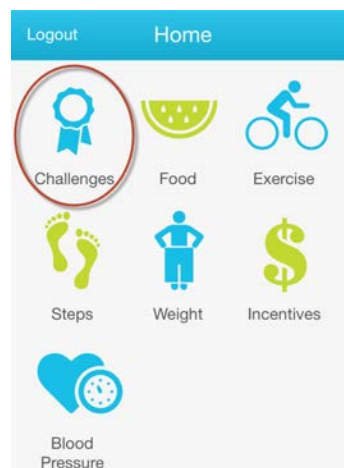 Logout Home
Challenges Food Exercise
Steps Weight Incentives
Blood
Pressure